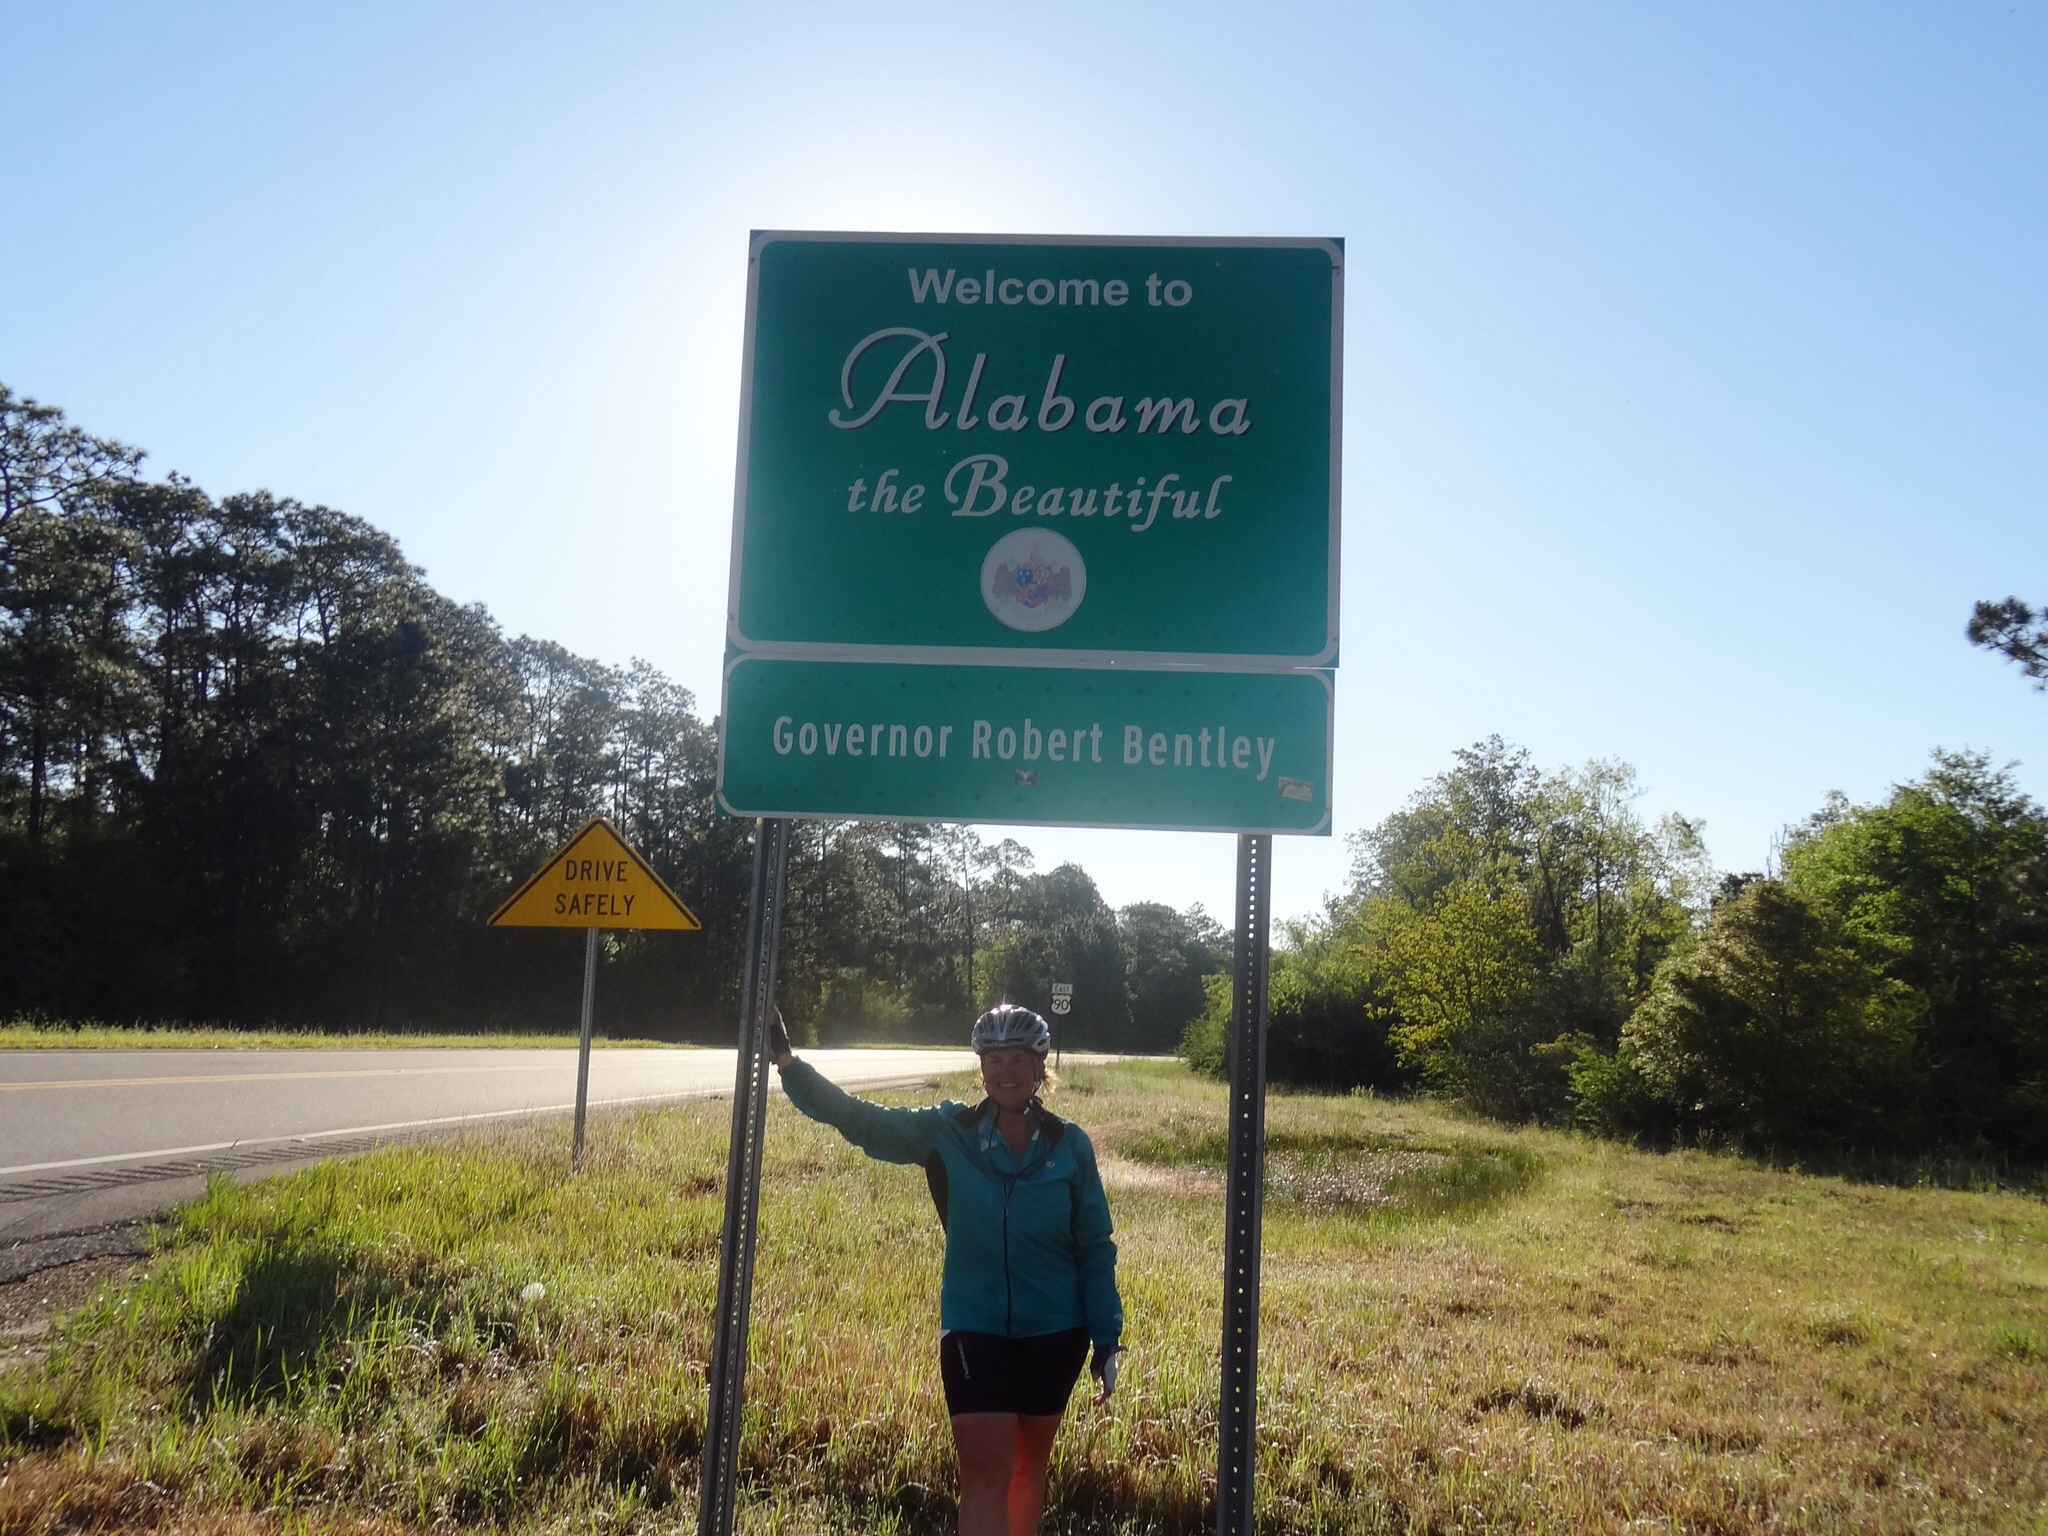 Welcome to
Alabama
the Beautiful
Governor Robert Bentley
DRIVE
SAFELY
EAST
90